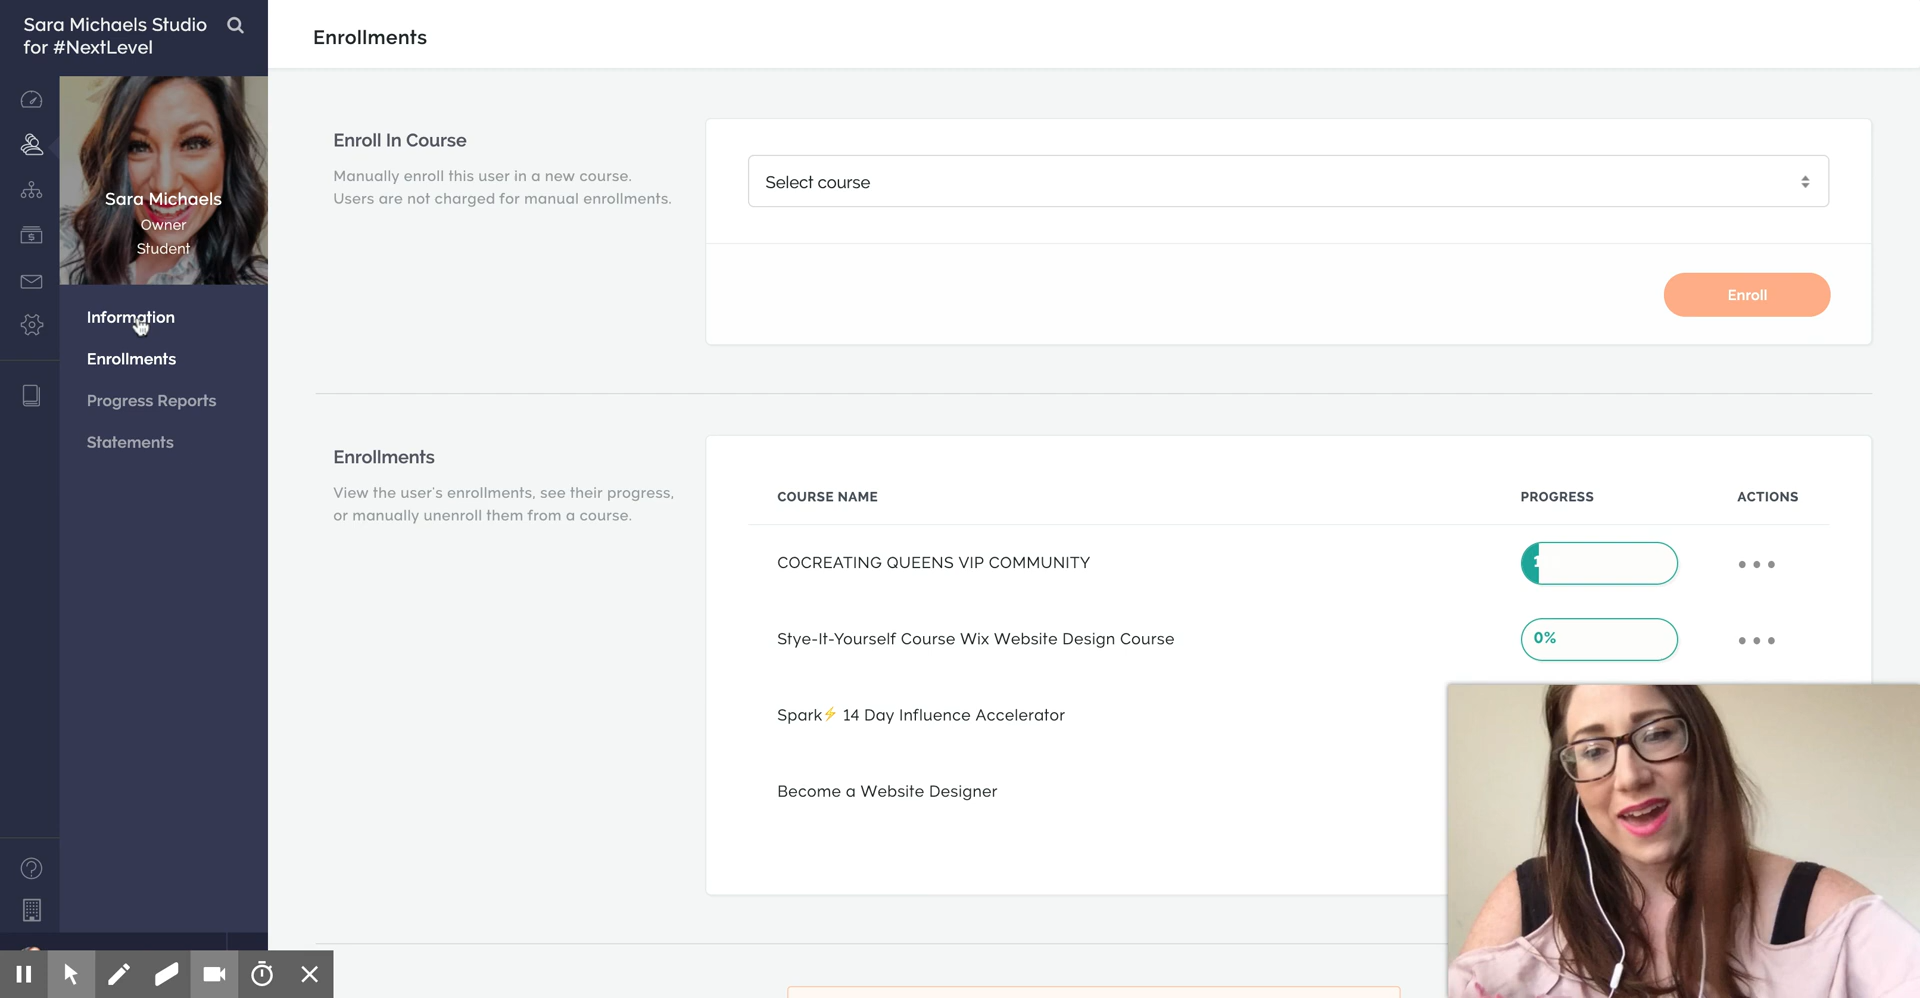 Sara Michaels Studio
for #NextLevel
Enrollments
Sara Michaels
Owner
Student
Information
Enrollments
Progress Reports
Statements
Enroll In Course
Manually enroll this user in a new course.
Users are not charged for manual enrollments.
Select course
Enroll
Enrollments
View the user's enrollments, see their progress,
or manually unenroll them from a course.
COURSE NAME PROGRESS ACTIONS
COCREATING QUEENS VIP COMMUNITY
Stye-It-Yourself Course Wix Website Design Course 0%
Spark⚡ 14 Day Influence Accelerator
Become a Website Designer